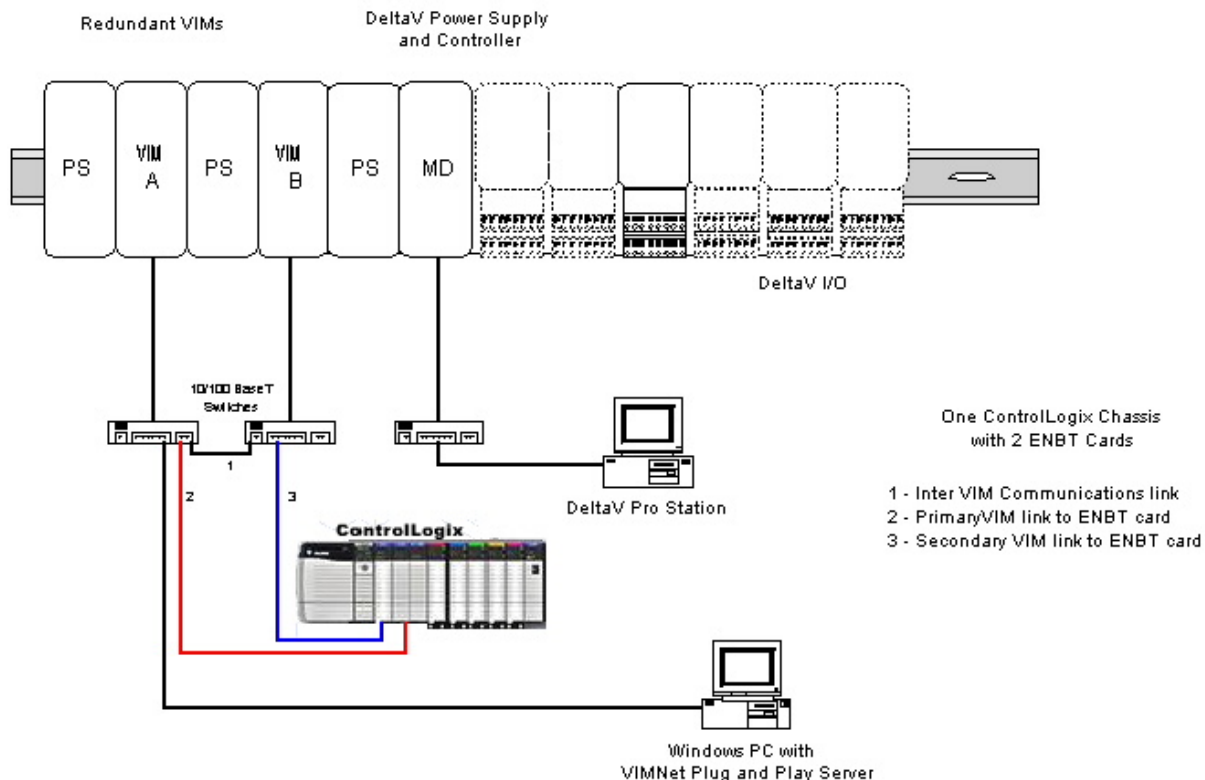 Redundant VIMs
DeltaV Power Supply
and Controller
PS
VIM
A
PS
VIM
B
PS
MD
DeltaV I/O
10/100 BaseT
Switches
1
2
3
One ControlLogix Chassis
with 2 ENBT Cards
1 - Inter VIM Communications link
2 - PrimaryVIM link to ENBT card
3 - Secondary VIM link to ENBT card
DeltaV Pro Station
ControlLogix
Windows PC with
VIMNet Plug and Play Server